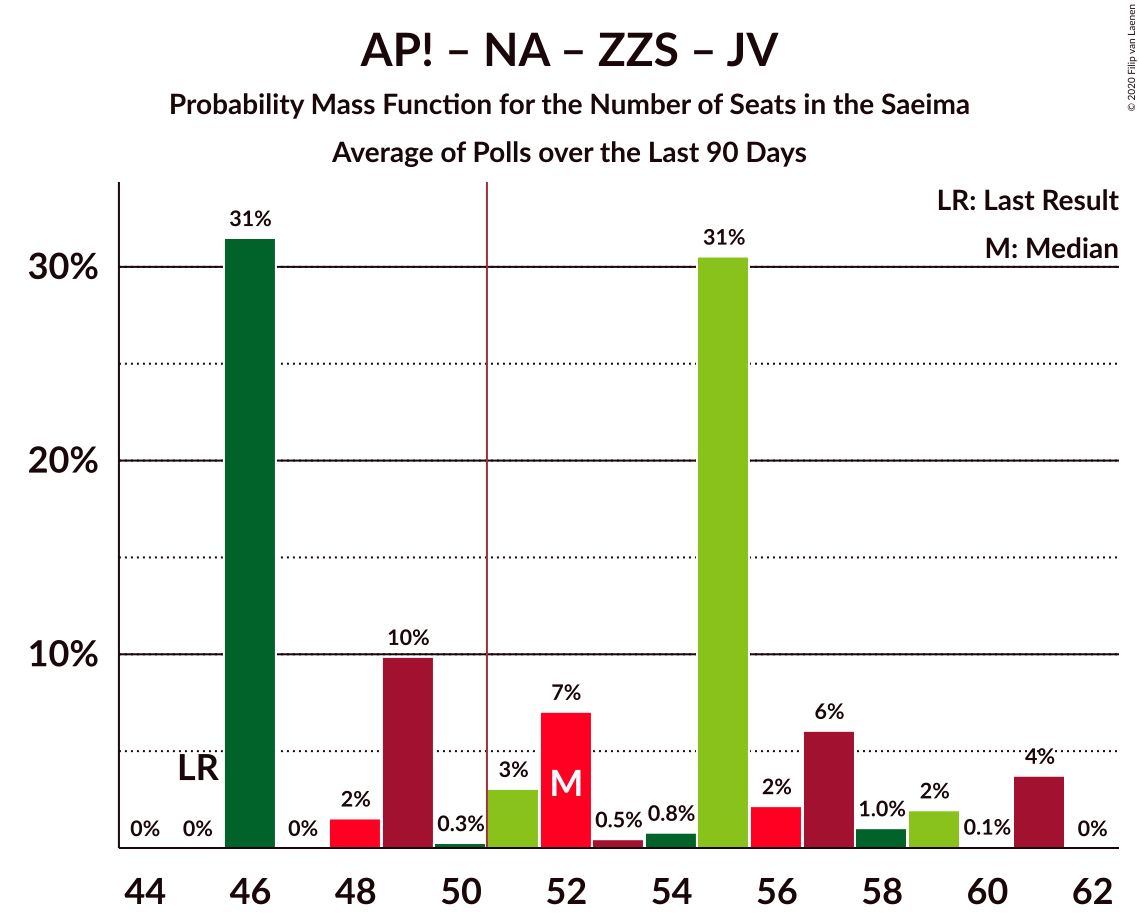 AP! – NA – ZZS – JV
Probability Mass Function for the Number of Seats in the Saeima
Average of Polls over the Last 90 Days
© 2020 Filip van Laenen
LR: Last Result
M: Median
30%
20%
10%
LR
M
0%
0%
31%
0%
2%
10%
0.3%
3%
7%
0.5%
0.8%
31%
2%
6%
1.0%
2%
0.1%
4%
0%
44 46 48 50 52 54 56 58 60 62